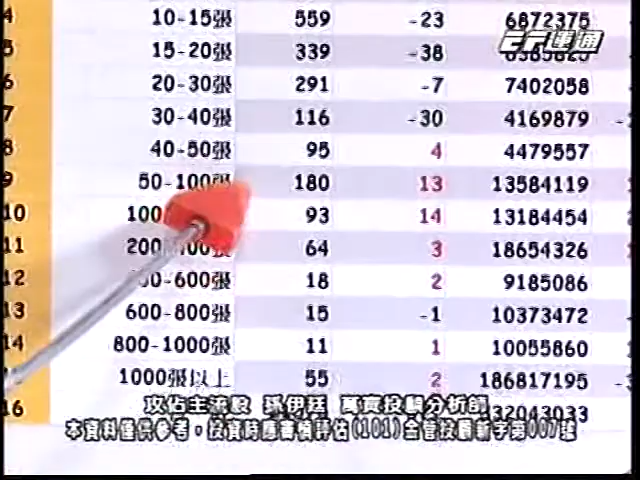 4 10-15張 559 -23 6872375
5 15-20張 339 -38
6 20-30張 291 -7 7402058
7 30-40張 116 -30 4169879
8 40-50張 95 4 4479557
9 50-100張 180 13 13584119
10 100 93 14 13184454
11 200 400張 64 3 18654326
12 600張 18 2 9185086
13 600-800張 15 -1 10373472
14 800-1000張 11 1 10055860
1000張以上 55 2 186817195
16
攻佔主流股 孫伊廷 萬寶投顧分析師
本資料僅供參考，投資時應審慎評估(101)金管投顧新字第007號